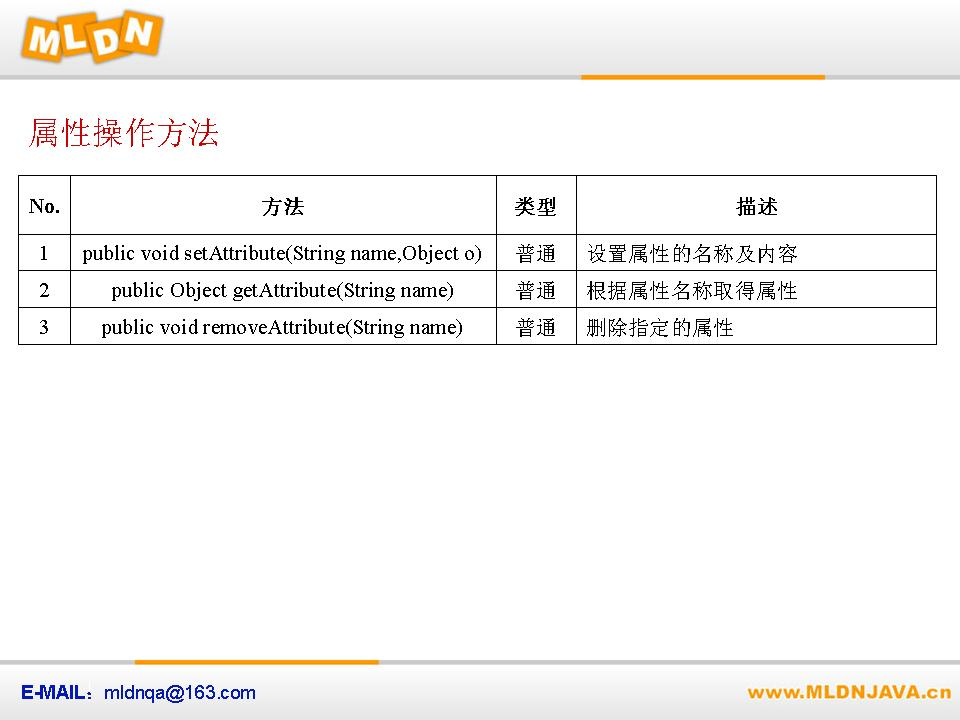 MLDN
属性操作方法
No. 方法 类型 描述
1 public void setAttribute(String name,Object o) 普通 设置属性的名称及内容
2 public Object getAttribute(String name) 普通 根据属性名称取得属性
3 public void removeAttribute(String name) 普通 删除指定的属性
E-MAIL：mldnqa@163.com www.MLDNJAVA.cn